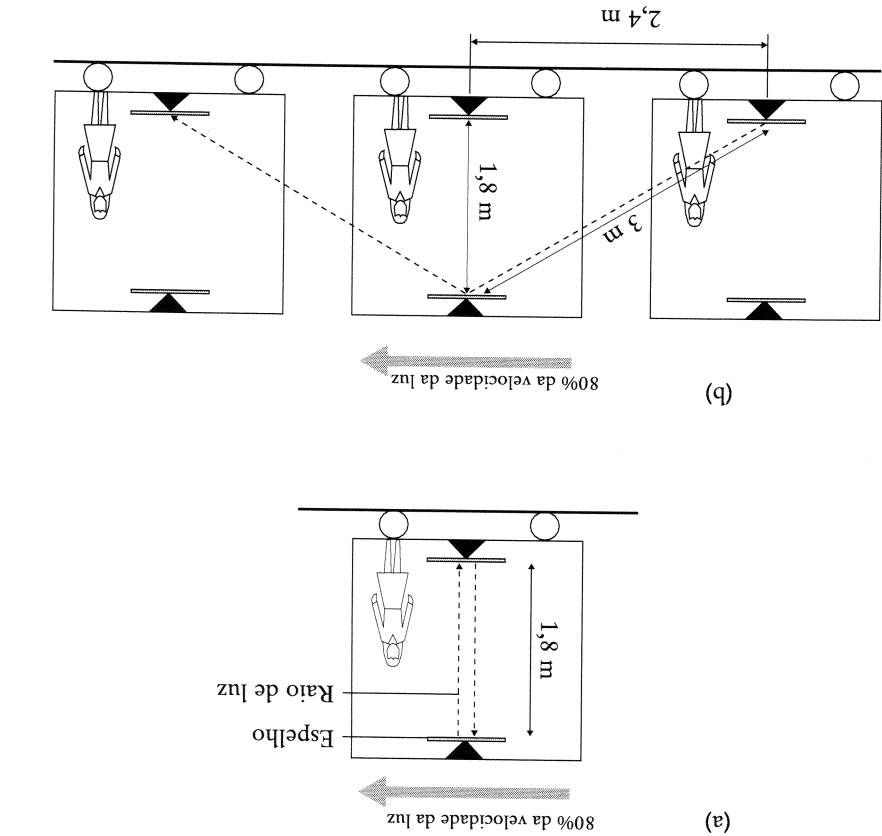 (a)
80% da velocidade da luz
Espelho
Raio de luz
1,8 m
(b)
80% da velocidade da luz
3 m
1,8 m
2,4 m